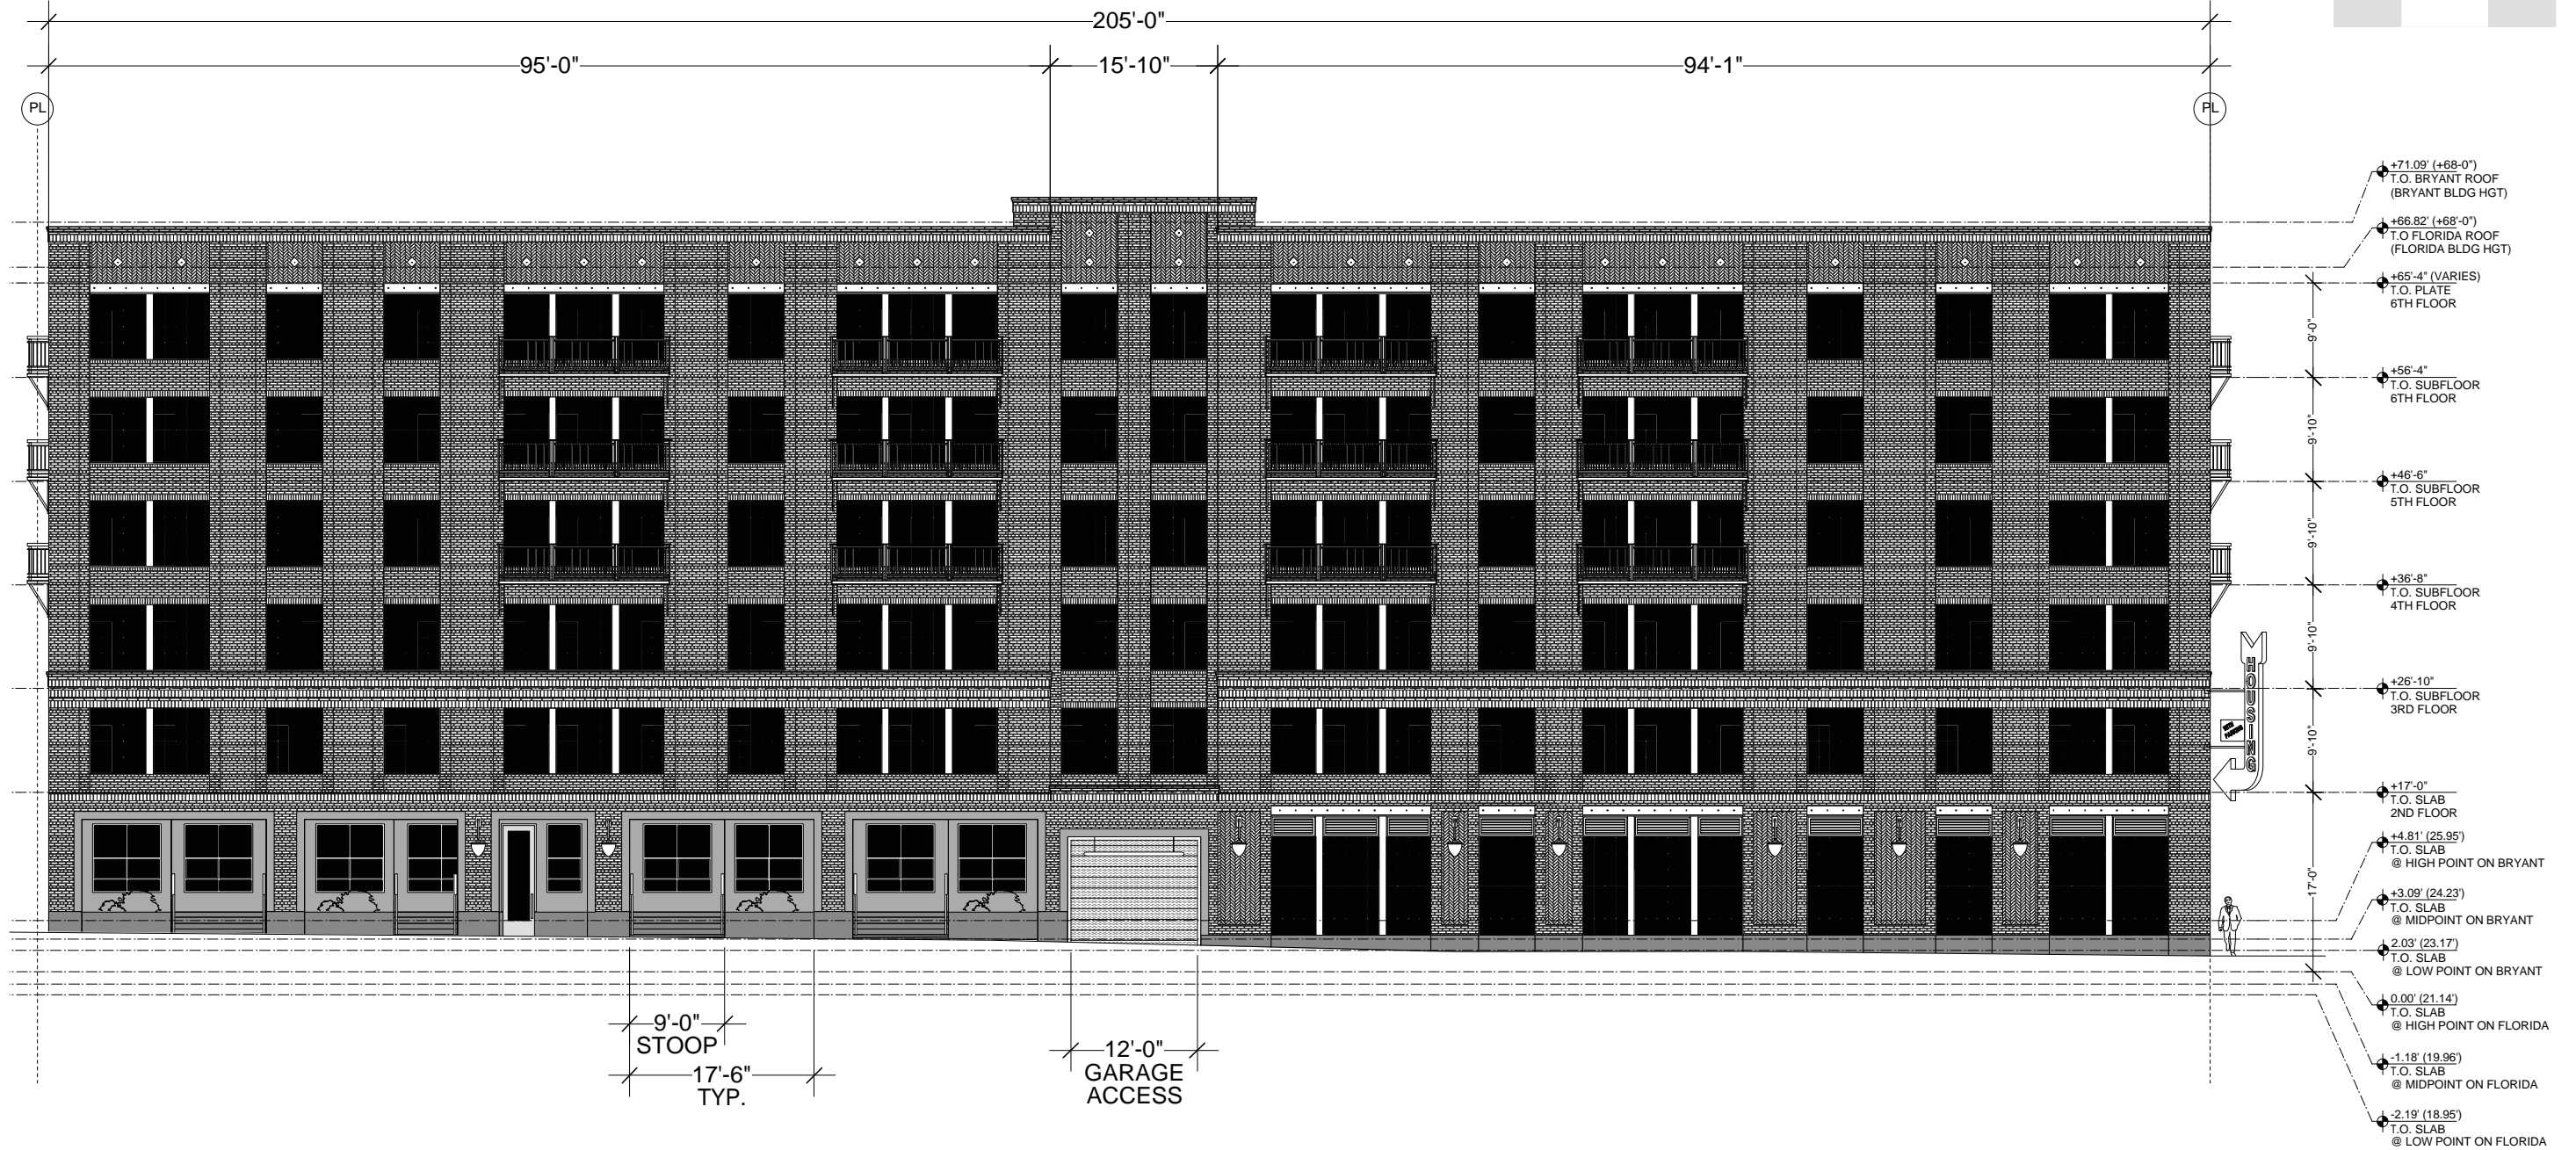 205'-0"
95'-0"
15'-10"
94'-1"
PL
PL
+71.09' (+68-0")
T.O. BRYANT ROOF
(BRYANT BLDG HGT)
+66.82' (+68'-0")
T.O FLORIDA ROOF
(FLORIDA BLDG HGT)
+65'-4" (VARIES)
T.O. PLATE
6TH FLOOR
9'-0"
+56'-4"
T.O. SUBFLOOR
6TH FLOOR
9'-10"
+46'-6"
T.O. SUBFLOOR
5TH FLOOR
9'-10"
+36'-8"
T.O. SUBFLOOR
4TH FLOOR
9'-10"
+26'-10"
T.O. SUBFLOOR
3RD FLOOR
9'-10"
HOUSING
WITH
PARKING
+17'-0"
T.O. SLAB
2ND FLOOR
+4.81' (25.95')
T.O. SLAB
@ HIGH POINT ON BRYANT
17'-0"
+3.09' (24.23')
T.O. SLAB
@ MIDPOINT ON BRYANT
2.03' (23.17')
T.O. SLAB
@ LOW POINT ON BRYANT
0.00' (21.14')
T.O. SLAB
@ HIGH POINT ON FLORIDA
-1.18' (19.96')
T.O. SLAB
@ MIDPOINT ON FLORIDA
-2.19' (18.95')
T.O. SLAB
@ LOW POINT ON FLORIDA
9'-0"
STOOP
17'-6"
TYP.
12'-0"
GARAGE
ACCESS